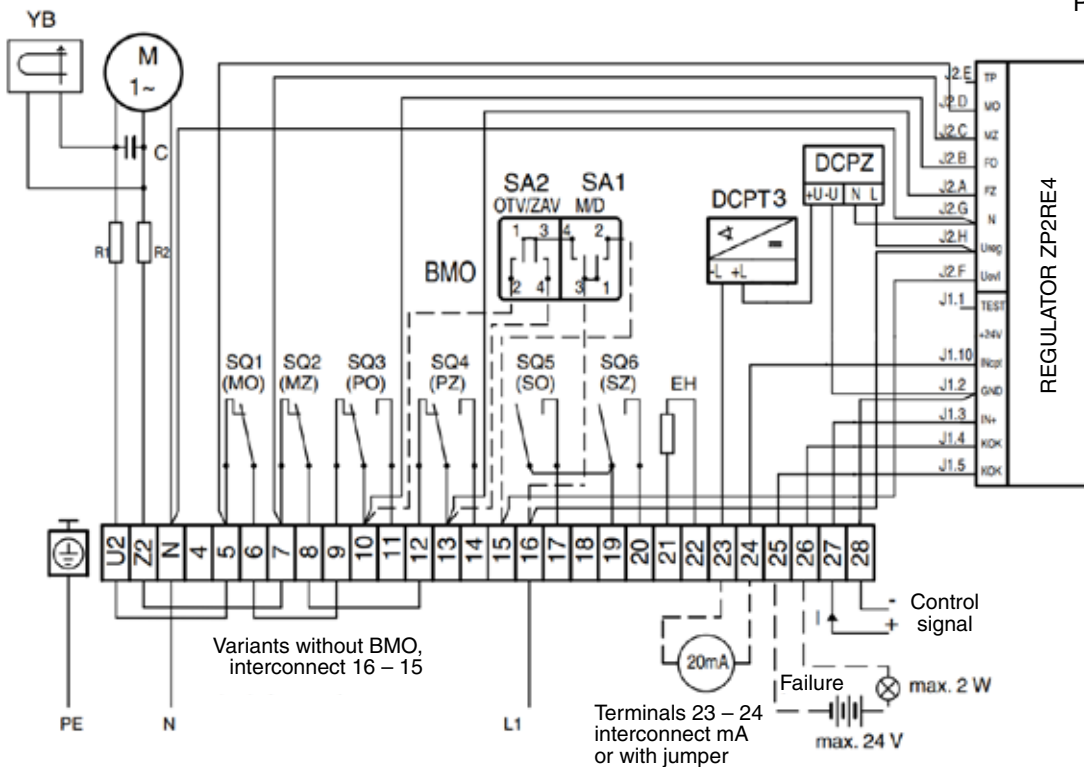 P
YB
M
1~
C
R1
R2
BMO
SA2
SA1
OTV/ZAV
M/D
1 3 4 2
2 4 3 1
DCPT3
-L +L
DCPZ
+U -U N L
SQ1
(MO)
SQ2
(MZ)
SQ3
(PO)
SQ4
(PZ)
SQ5
(SO)
SQ6
(SZ)
EH
J2.E TP
J2.D MO
J2.C MZ
J2.B FO
J2.A FZ
J2.G N
J2.H Ureg
J2.F Uovl
J1.1 TEST
+24V
J1.10 INcpt
J1.2 GND
J1.3 IN+
J1.4 KOK
J1.5 KOK
REGULATOR ZP2RE4
U2 Z2 N 4 5 6 7 8 9 10 11 12 13 14 15 16 17 18 19 20 21 22 23 24 25 26 27 28
Variants without BMO,
interconnect 16 – 15
PE
N
L1
20mA
Terminals 23 – 24
interconnect mA
or with jumper
I
-
+
Control
signal
Failure
max. 2 W
max. 24 V